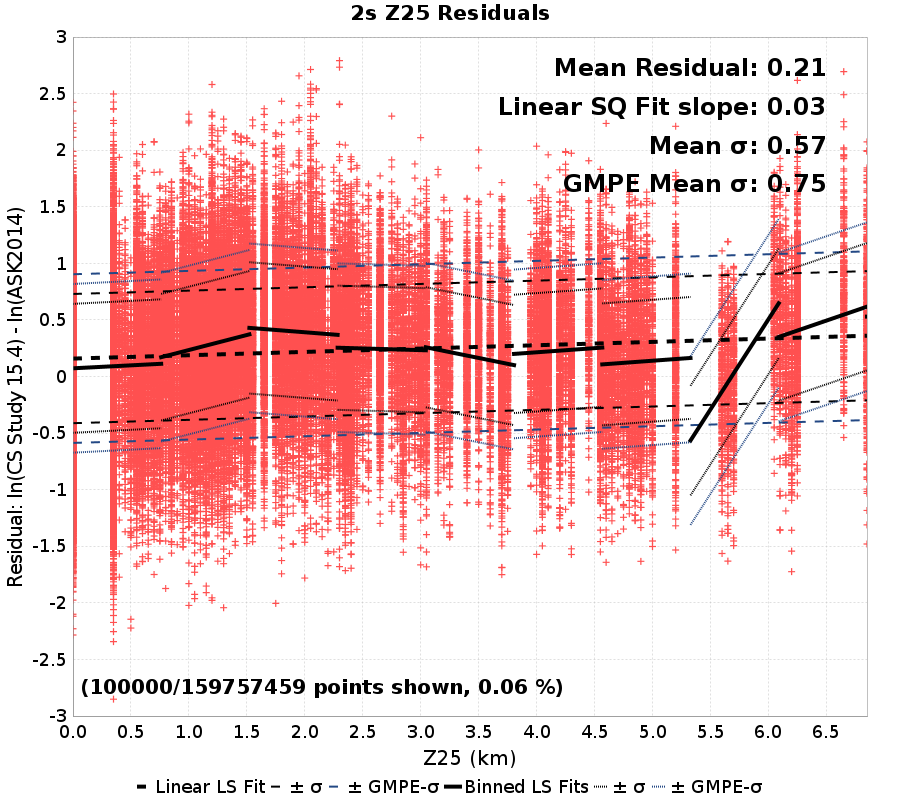 2s Z25 Residuals
Mean Residual: 0.21
Linear SQ Fit slope: 0.03
Mean σ: 0.57
GMPE Mean σ: 0.75
Residual: ln(CS Study 15.4) - ln(ASK2014)
3
2.5
2
1.5
1
0.5
0
-0.5
-1
-1.5
-2
-2.5
-3
(100000/159757459 points shown, 0.06 %)
0.0 0.5 1.0 1.5 2.0 2.5 3.0 3.5 4.0 4.5 5.0 5.5 6.0 6.5
Z25 (km)
Linear LS Fit ± σ ± GMPE-σ Binned LS Fits ± σ ± GMPE-σ